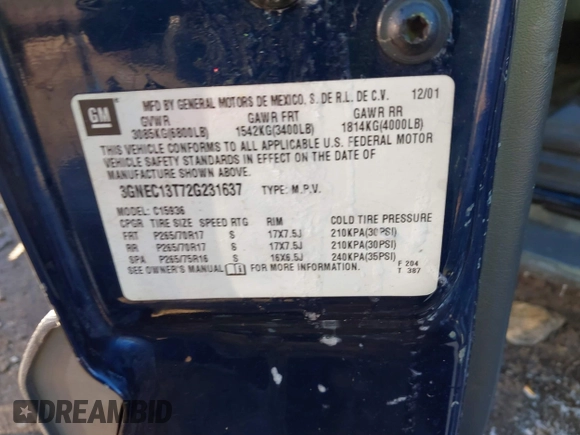 GM
MFD BY GENERAL MOTORS DE MEXICO, S. DE R.L. DE C.V. 12/01
GVWR GAWR FRT GAWR RR
3085KG(6800LB) 1542KG(3400LB) 1814KG(4000LB)
THIS VEHICLE CONFORMS TO ALL APPLICABLE U.S. FEDERAL MOTOR
VEHICLE SAFETY STANDARDS IN EFFECT ON THE DATE OF
MANUFACTURE SHOWN ABOVE.
3GNEC13T72G231637 TYPE: M.P.V.
MODEL: C15936
CPGR TIRE SIZE SPEED RTG RIM COLD TIRE PRESSURE
FRT P265/70R17 S 17X7.5J 210KPA(30PSI)
RR P265/70R17 S 17X7.5J 210KPA(30PSI)
SPA P265/75R16 S 16X6.5J 240KPA(35PSI)
SEE OWNER'S MANUAL FOR MORE INFORMATION. F 204
T 387
DREAMBID